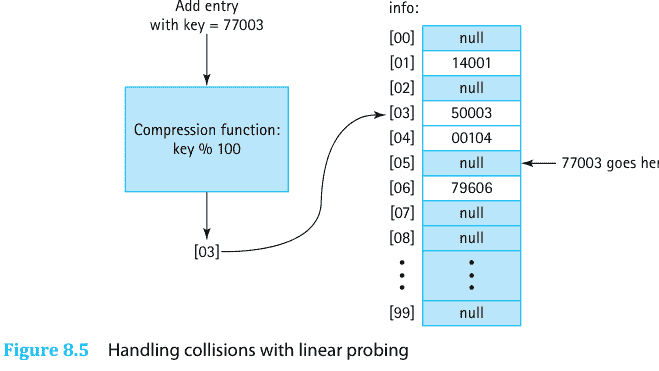 Add entry
with key = 77003
Compression function:
key % 100
[03]
info:
[00] null
[01] 14001
[02] null
[03] 50003
[04] 00104
[05] null
77003 goes
[06] 79606
[07] null
[08] null
[99] null
Figure 8.5 Handling collisions with linear probing